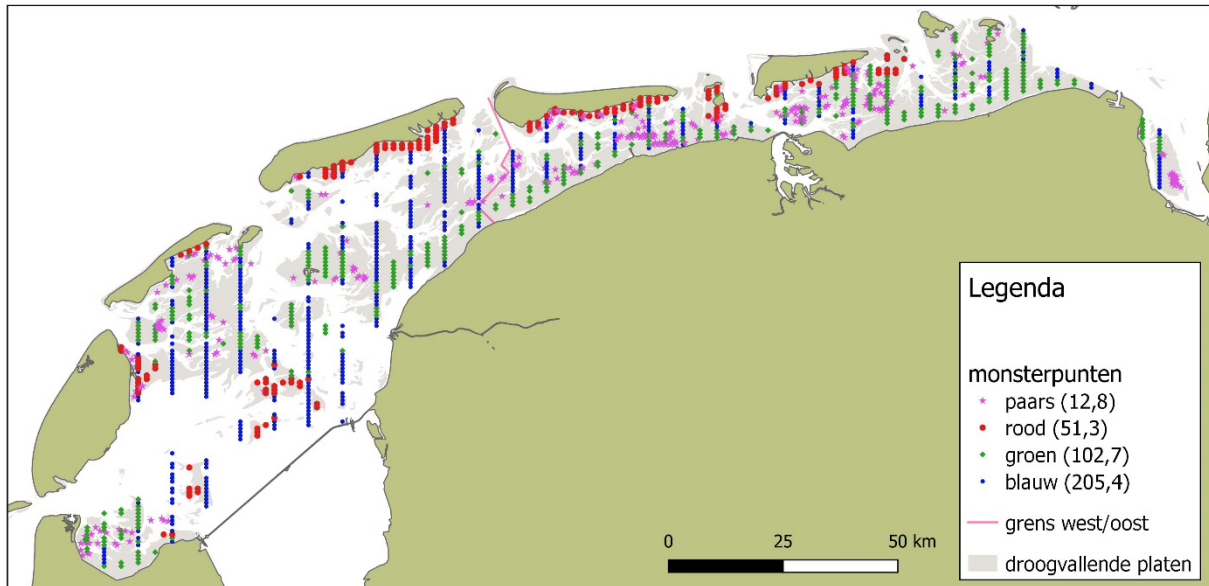 Legenda
monsterpunten
paars (12,8)
rood (51,3)
groen (102,7)
blauw (205,4)
grens west/oost
droogvallende platen
0 25 50 km